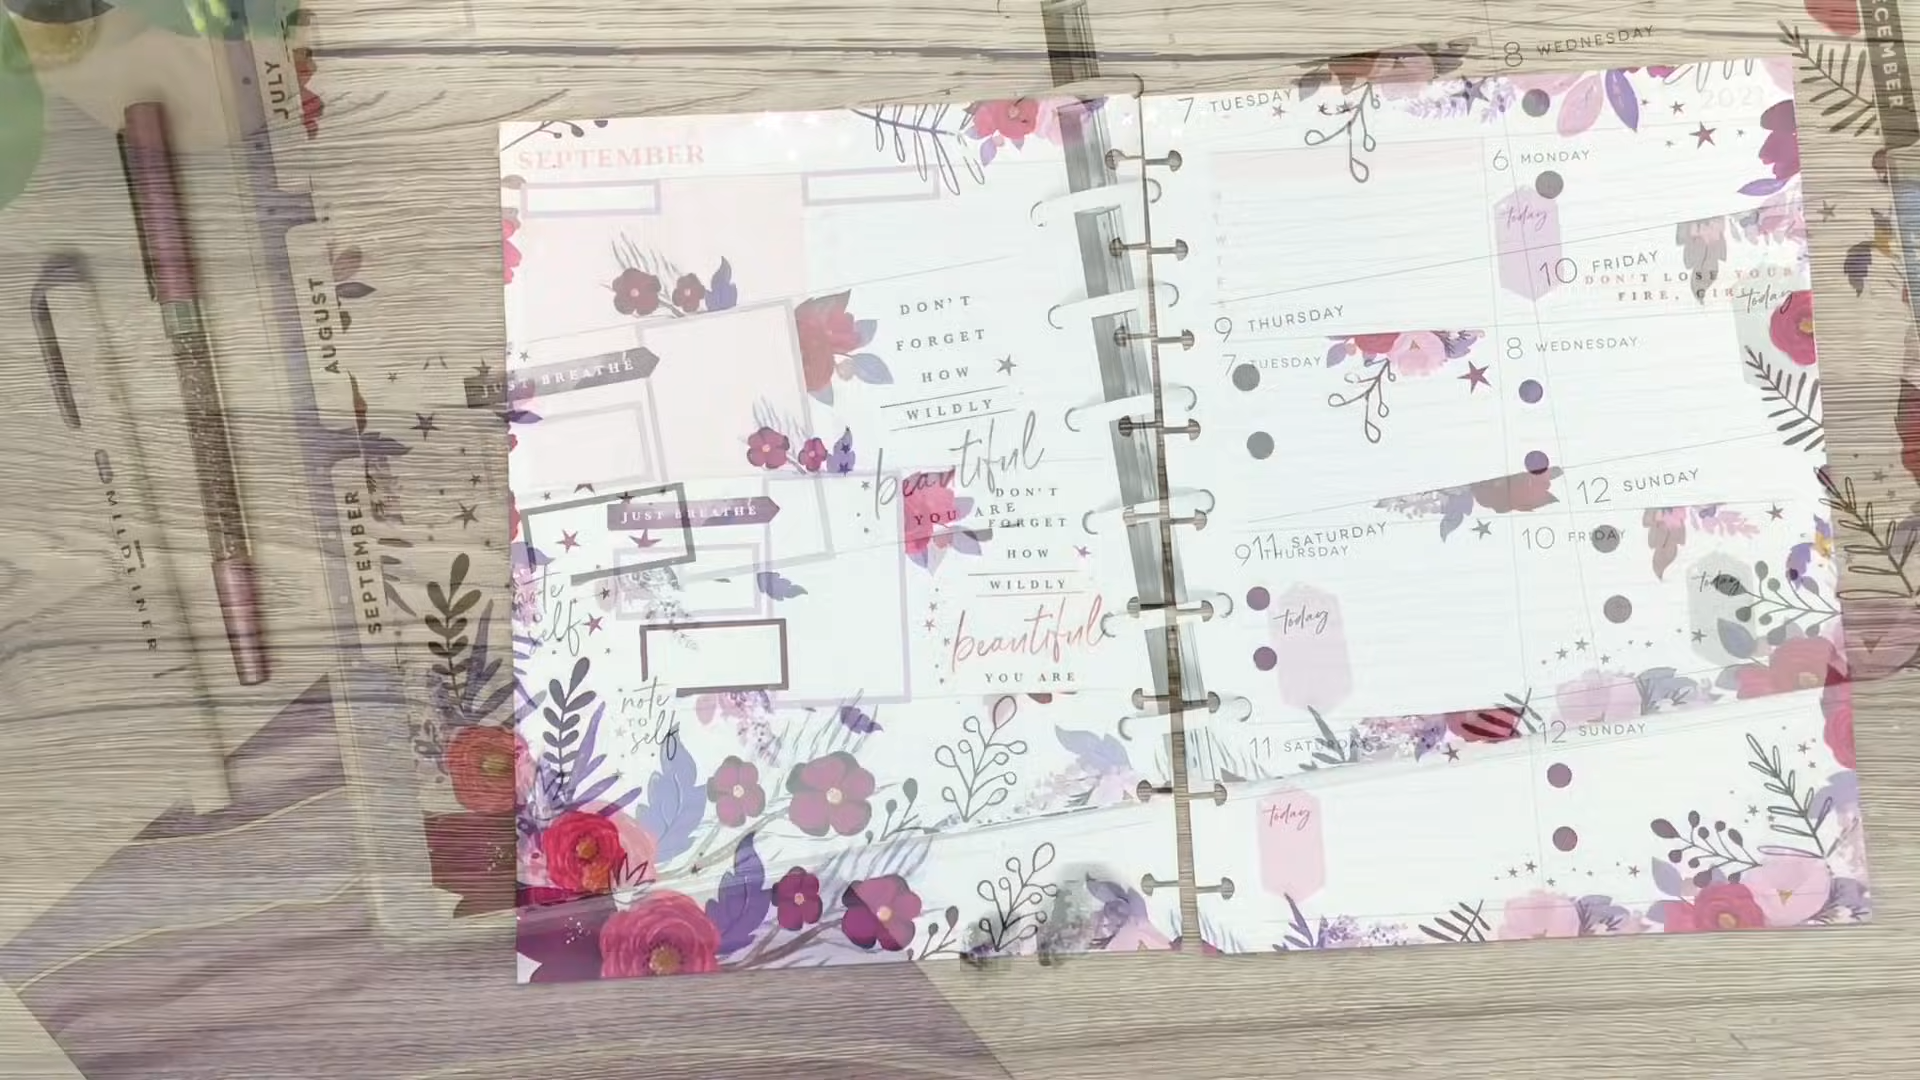 JULY
AUGUST
SEPTEMBER
MIDLINER
SEPTEMBER
JUST BREATHE
DON'T
FORGET
HOW
WILDLY
beautiful
YOU ARE
JUST BREATHE
note
self
DON'T
FORGET
HOW
WILDLY
beautiful
YOU ARE
note
TO
self
8 WEDNESDAY
7 TUESDAY
2021
6 MONDAY
today
10 FRIDAY
DON'T LOSE YOUR
FIRE, GIRL
today
9 THURSDAY
7 TUESDAY
8 WEDNESDAY
12 SUNDAY
11 SATURDAY
9 THURSDAY
10 FRIDAY
today
today
11 SATURDAY
12 SUNDAY
today